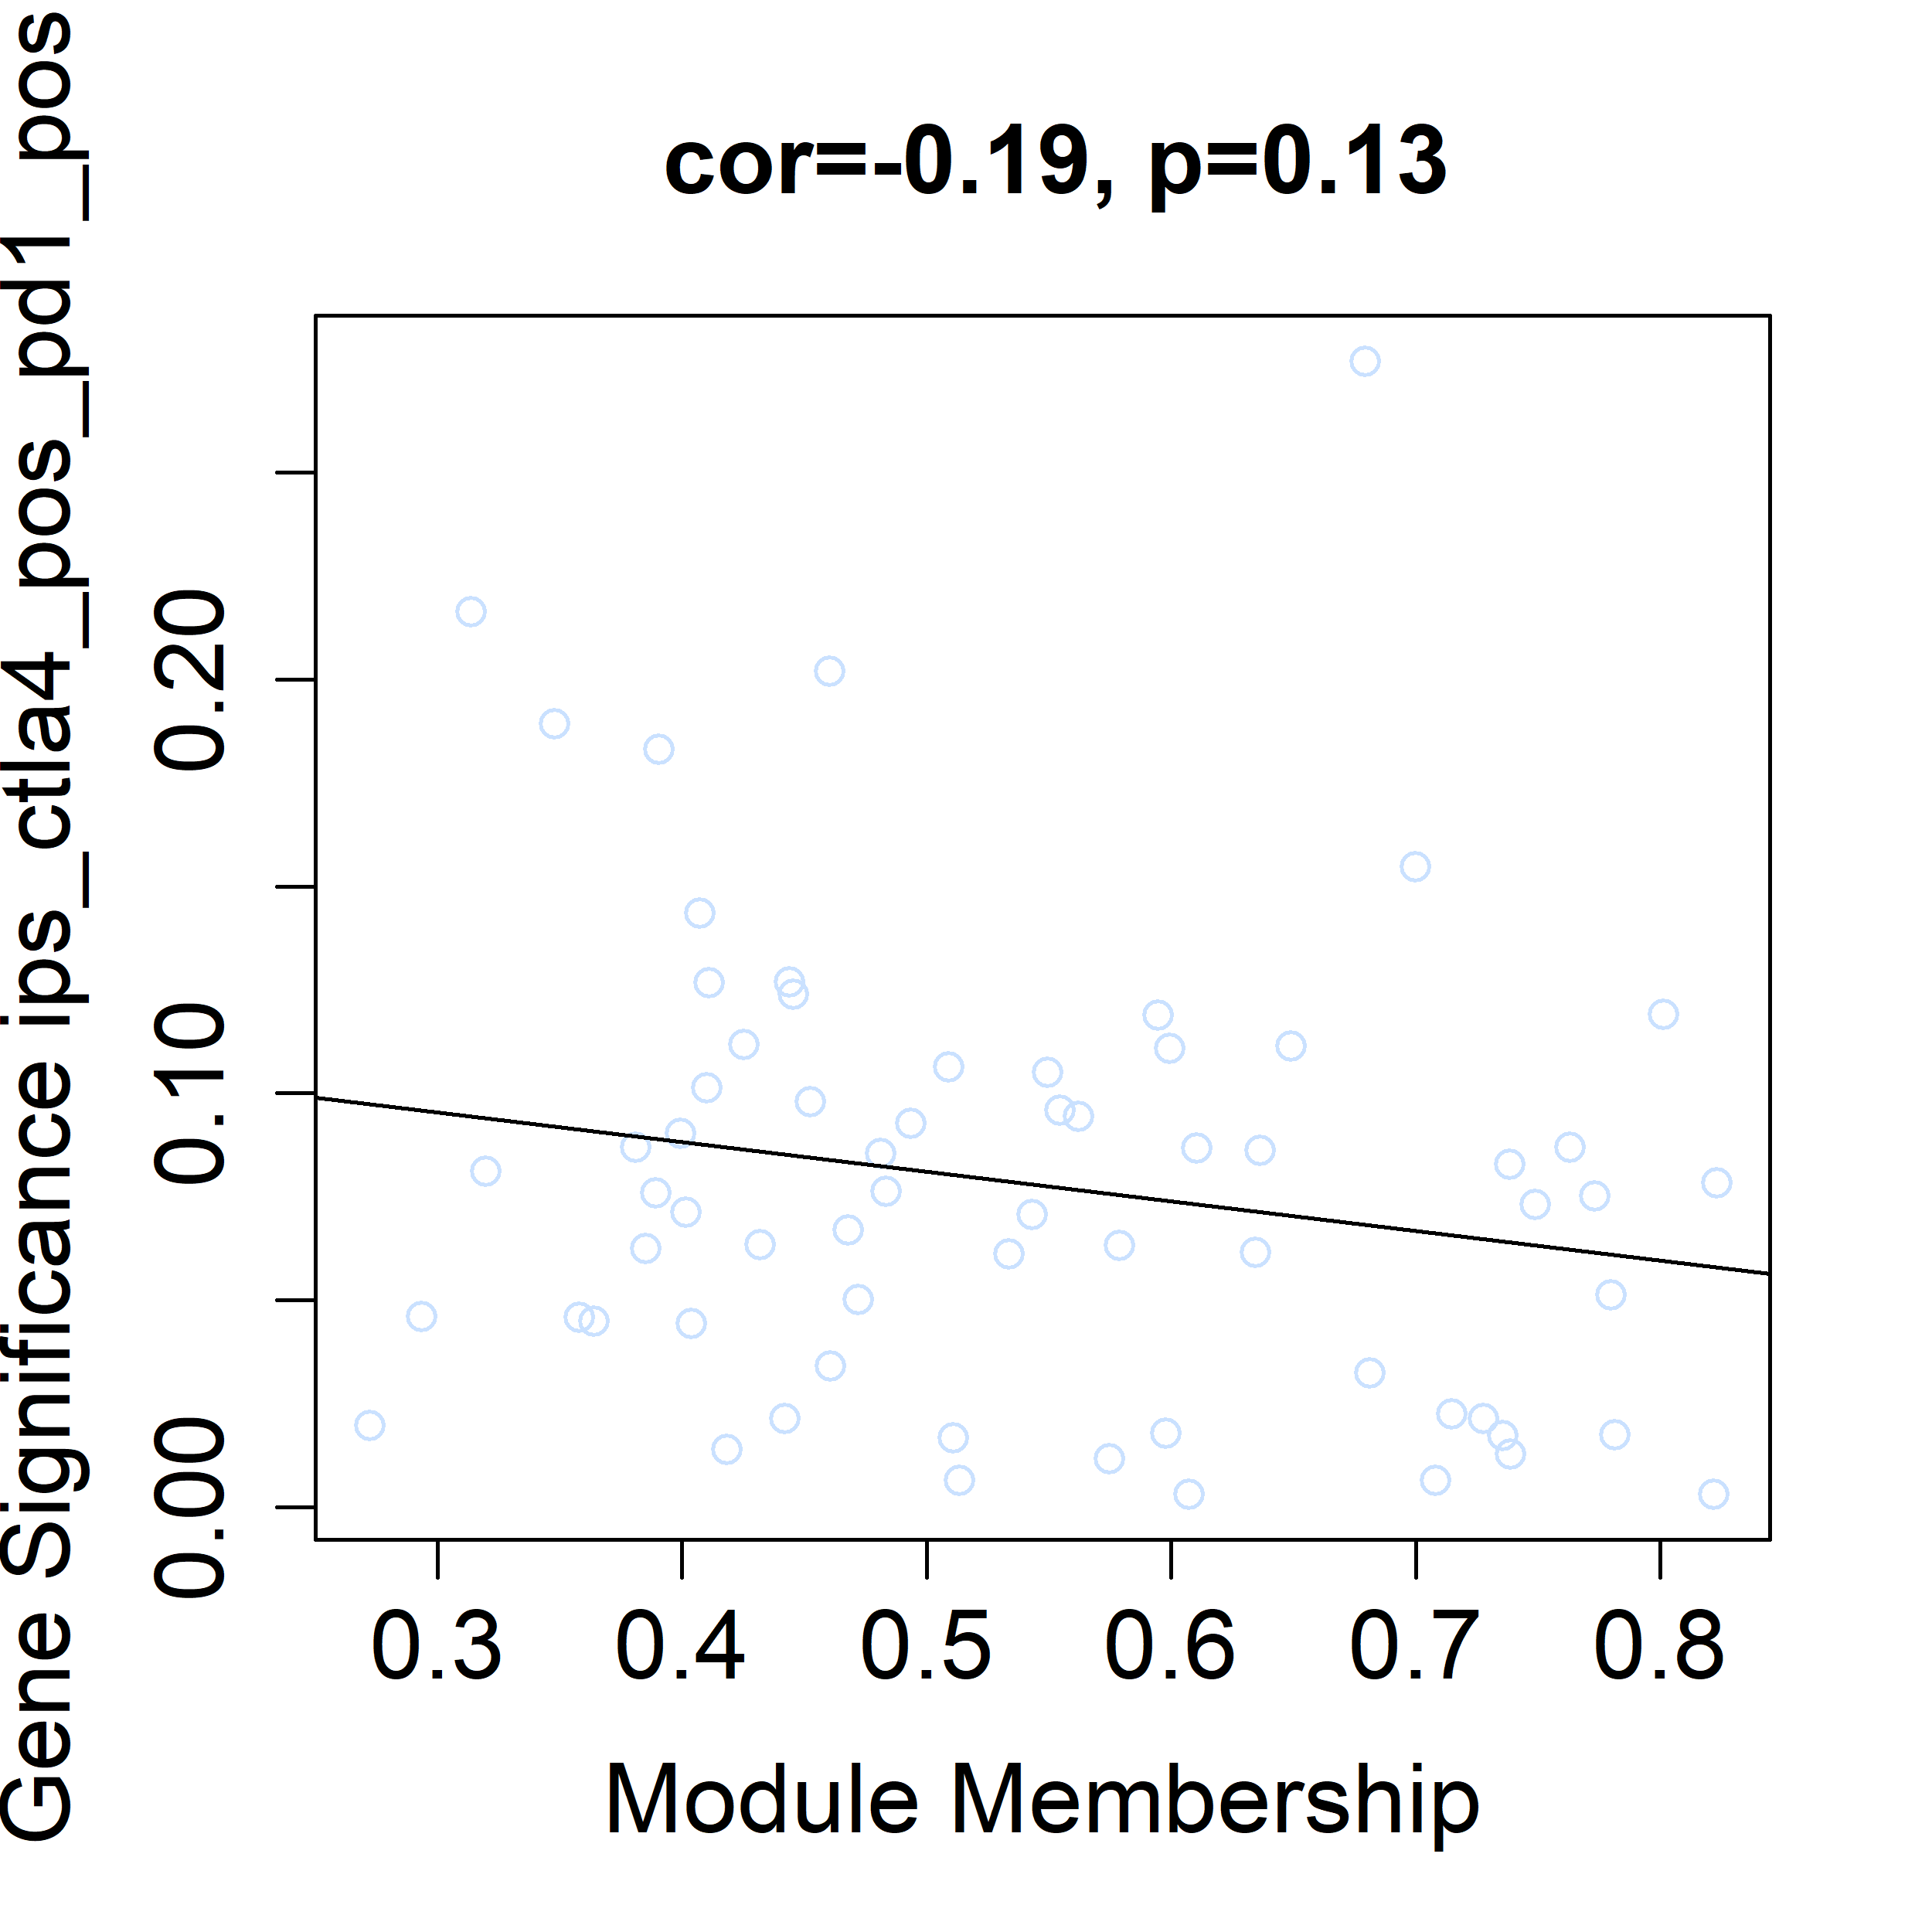 cor=-0.19, p=0.13
Gene Significance ips_ctla4_pos_pd1_pos
0.20
0.10
0.00
0.3 0.4 0.5 0.6 0.7 0.8
Module Membership